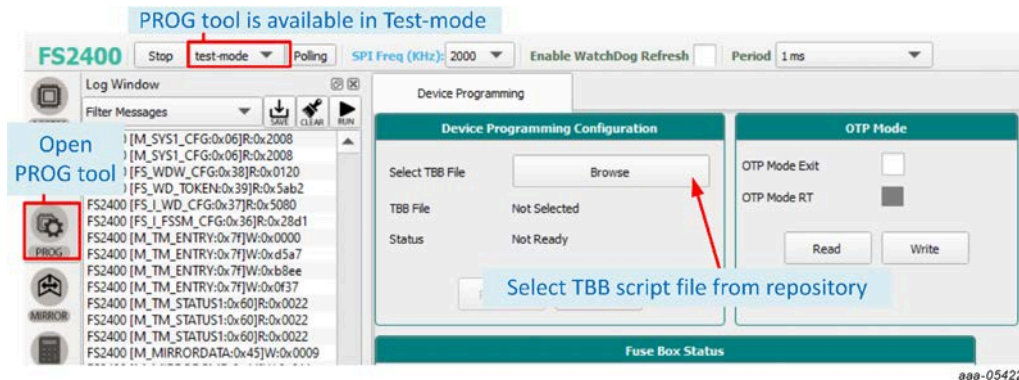 PROG tool is available in Test-mode
FS2400 Stop test-mode Polling SPI Freq (KHz): 2000 Enable WatchDog Refresh Period 1 ms
Log Window
Filter Messages
SAVE CLEAR RUN
Open
PROG tool
PROG
MIRROR
[M_SYS1_CFG:0x06]R:0x2008
[M_SYS1_CFG:0x06]R:0x2008
[FS_WDW_CFG:0x38]R:0x0120
[FS_WD_TOKEN:0x39]R:0x5ab2
FS2400 [FS_I_WD_CFG:0x37]R:0x5080
FS2400 [FS_I_FSSM_CFG:0x36]R:0x28d1
FS2400 [M_TM_ENTRY:0x7f]W:0x0000
FS2400 [M_TM_ENTRY:0x7f]W:0xd5a7
FS2400 [M_TM_ENTRY:0x7f]W:0xb8ee
FS2400 [M_TM_ENTRY:0x7f]W:0x0f37
FS2400 [M_TM_STATUS1:0x60]R:0x0022
FS2400 [M_TM_STATUS1:0x60]R:0x0022
FS2400 [M_TM_STATUS1:0x60]R:0x0022
FS2400 [M_MIRRORDATA:0x45]W:0x0009
Device Programming
Device Programming Configuration
Select TBB File Browse
TBB File Not Selected
Status Not Ready
Select TBB script file from repository
OTP Mode
OTP Mode Exit
OTP Mode RT
Read Write
Fuse Box Status
aaa-05422